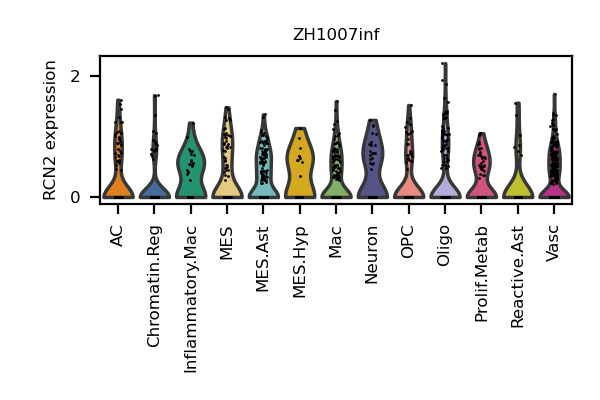 ZH1007inf
RCN2 expression
2
0
AC
Chromatin.Reg
Inflammatory.Mac
MES
MES.Ast
MES.Hyp
Mac
Neuron
OPC
Oligo
Prolif.Metab
Reactive.Ast
Vasc